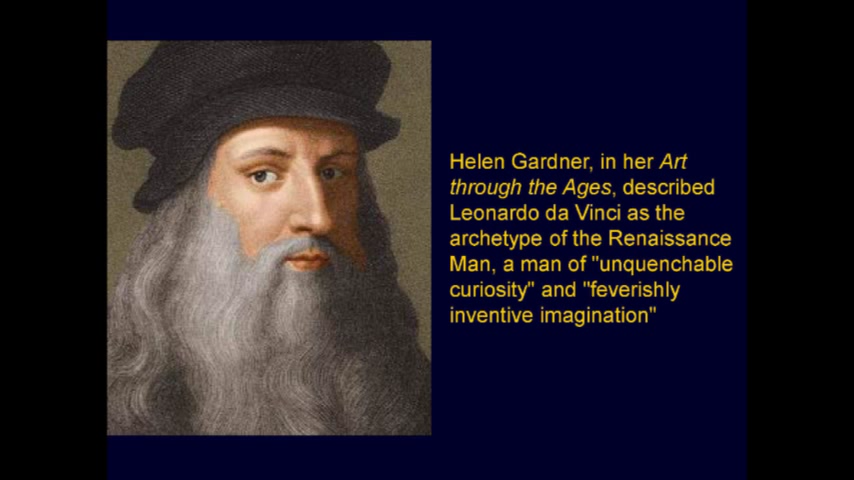 Helen Gardner, in her Art
through the Ages, described
Leonardo da Vinci as the
archetype of the Renaissance
Man, a man of "unquenchable
curiosity" and "feverishly
inventive imagination"